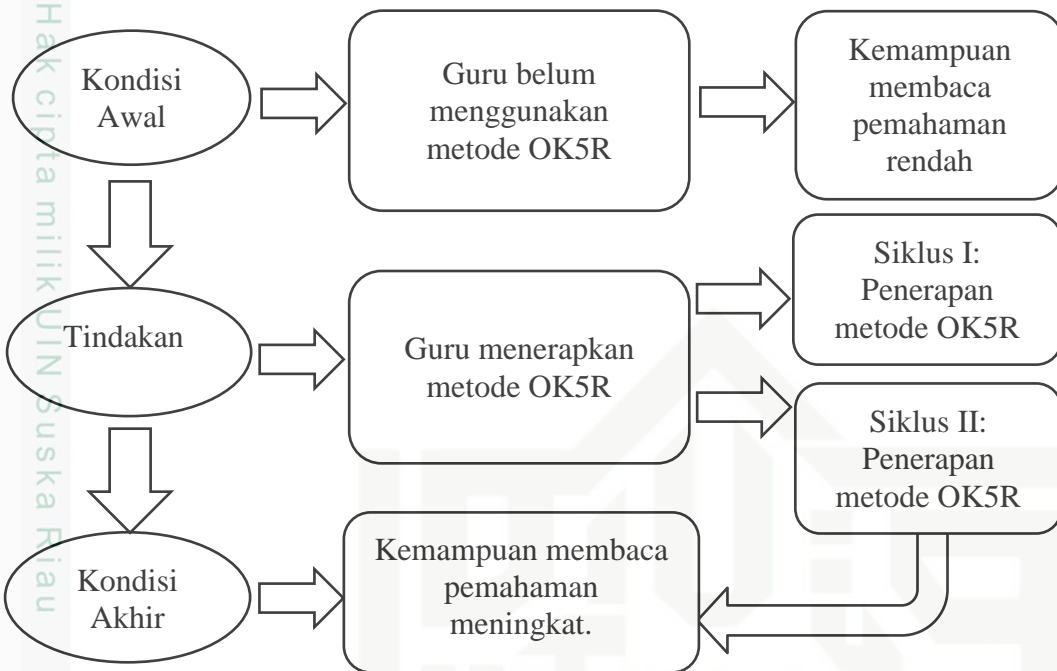 Hak cipta milik UIN Suska Riau
Kondisi
Awal
Guru belum
menggunakan
metode OK5R
Kemampuan
membaca
pemahaman
rendah
Tindakan
Guru menerapkan
metode OK5R
Siklus I:
Penerapan
metode OK5R
Siklus II:
Penerapan
metode OK5R
Kondisi
Akhir
Kemampuan membaca
pemahaman
meningkat.